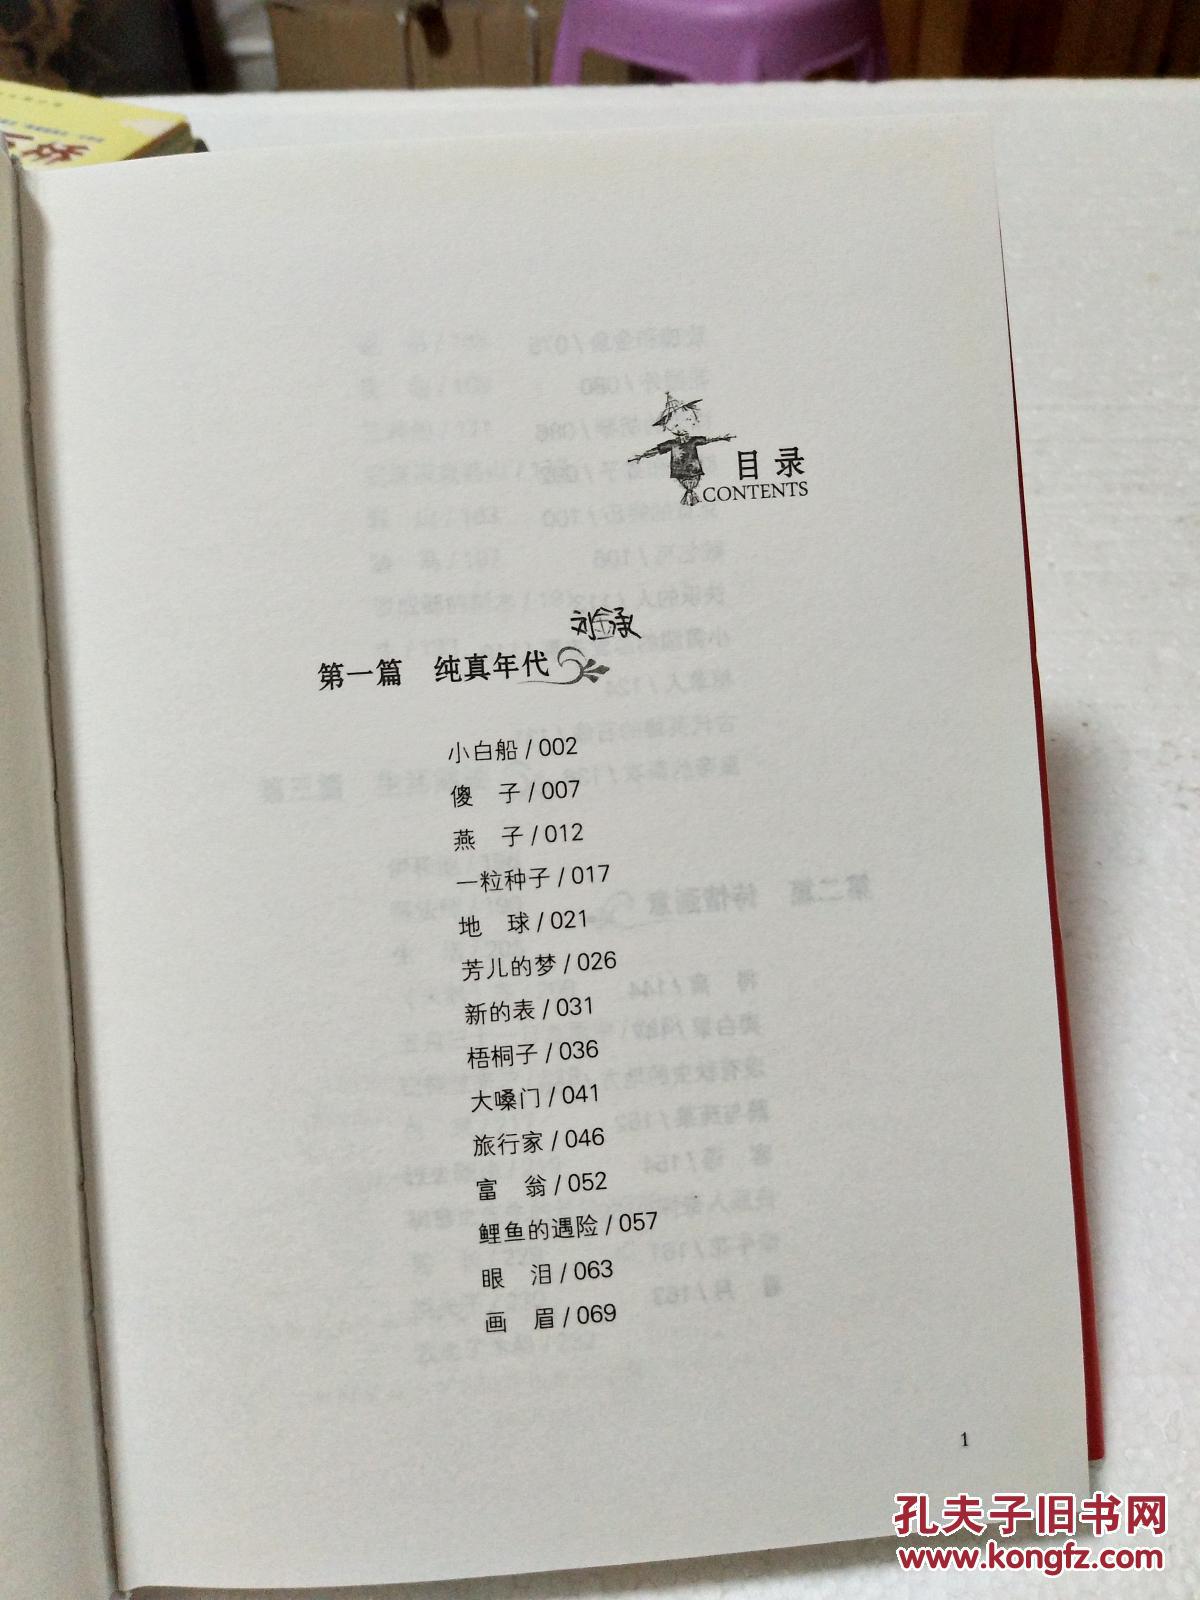 目录
CONTENTS
刘金承
第一篇 纯真年代
小白船/002
傻 子/007
燕 子/012
一粒种子/017
地 球/021
芳儿的梦/026
新的表/031
梧桐子/036
大嗓门/041
旅行家/046
富 翁/052
鲤鱼的遇险/057
眼 泪/063
画 眉/069
1
孔夫子旧书网
www.kongfz.com